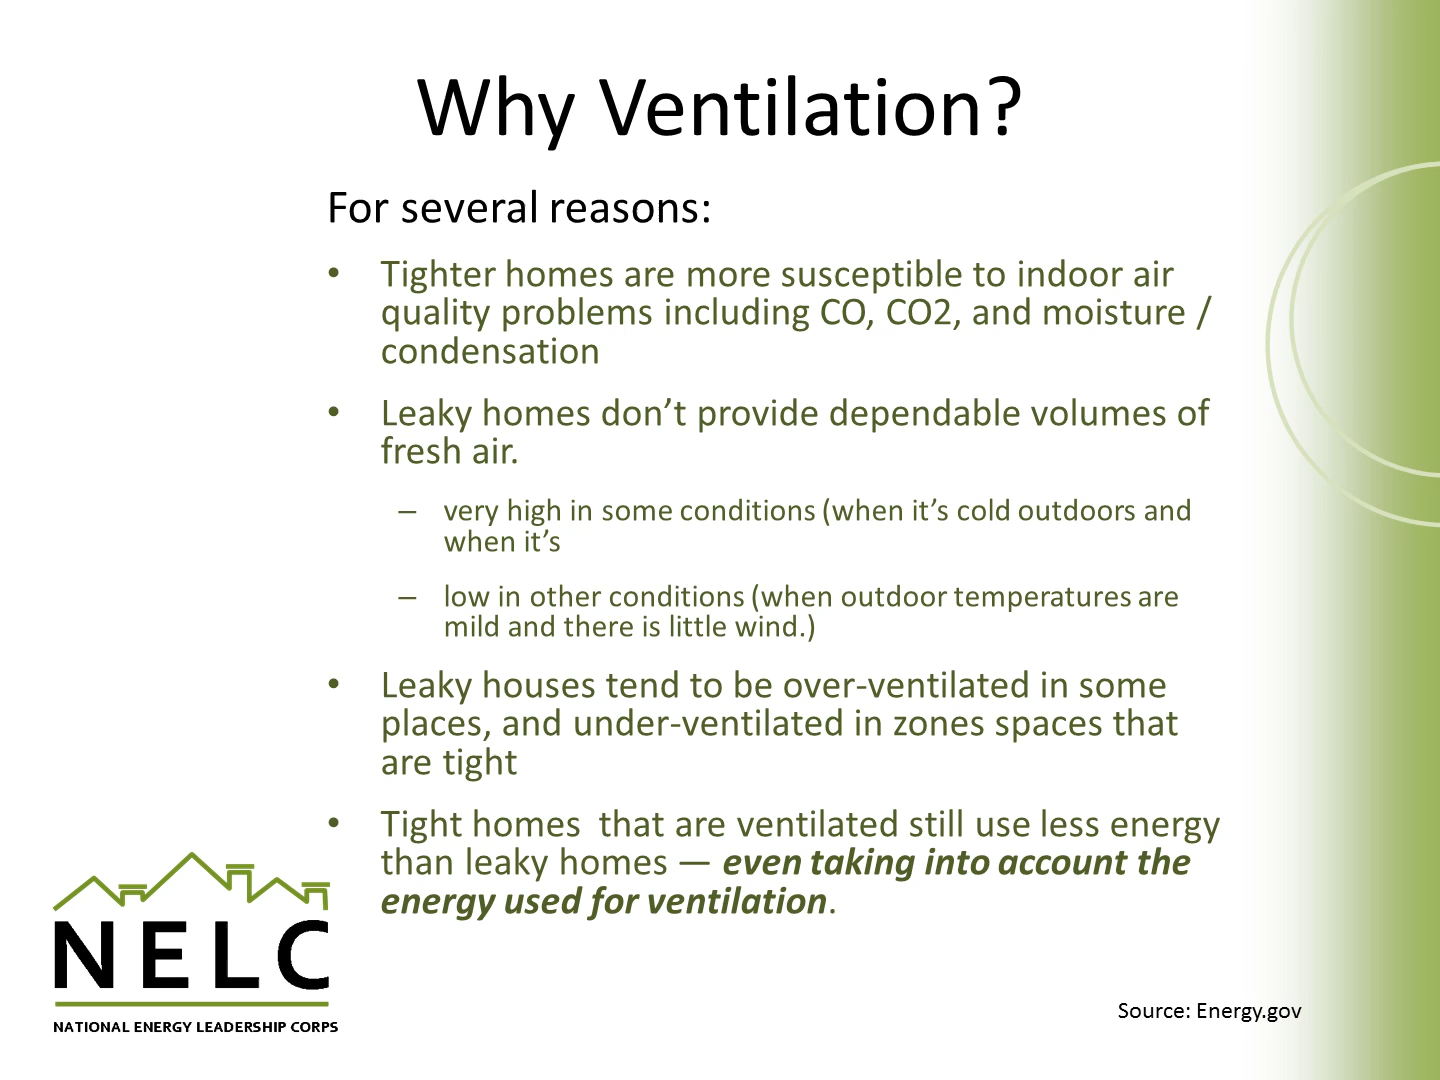 Why Ventilation?
For several reasons:
• Tighter homes are more susceptible to indoor air
quality problems including CO, CO2, and moisture /
condensation
• Leaky homes don’t provide dependable volumes of
fresh air.
– very high in some conditions (when it’s cold outdoors and
when it’s
– low in other conditions (when outdoor temperatures are
mild and there is little wind.)
• Leaky houses tend to be over-ventilated in some
places, and under-ventilated in zones spaces that
are tight
• Tight homes  that are ventilated still use less energy
than leaky homes — even taking into account the
energy used for ventilation.
NELC
NATIONAL ENERGY LEADERSHIP CORPS
Source: Energy.gov